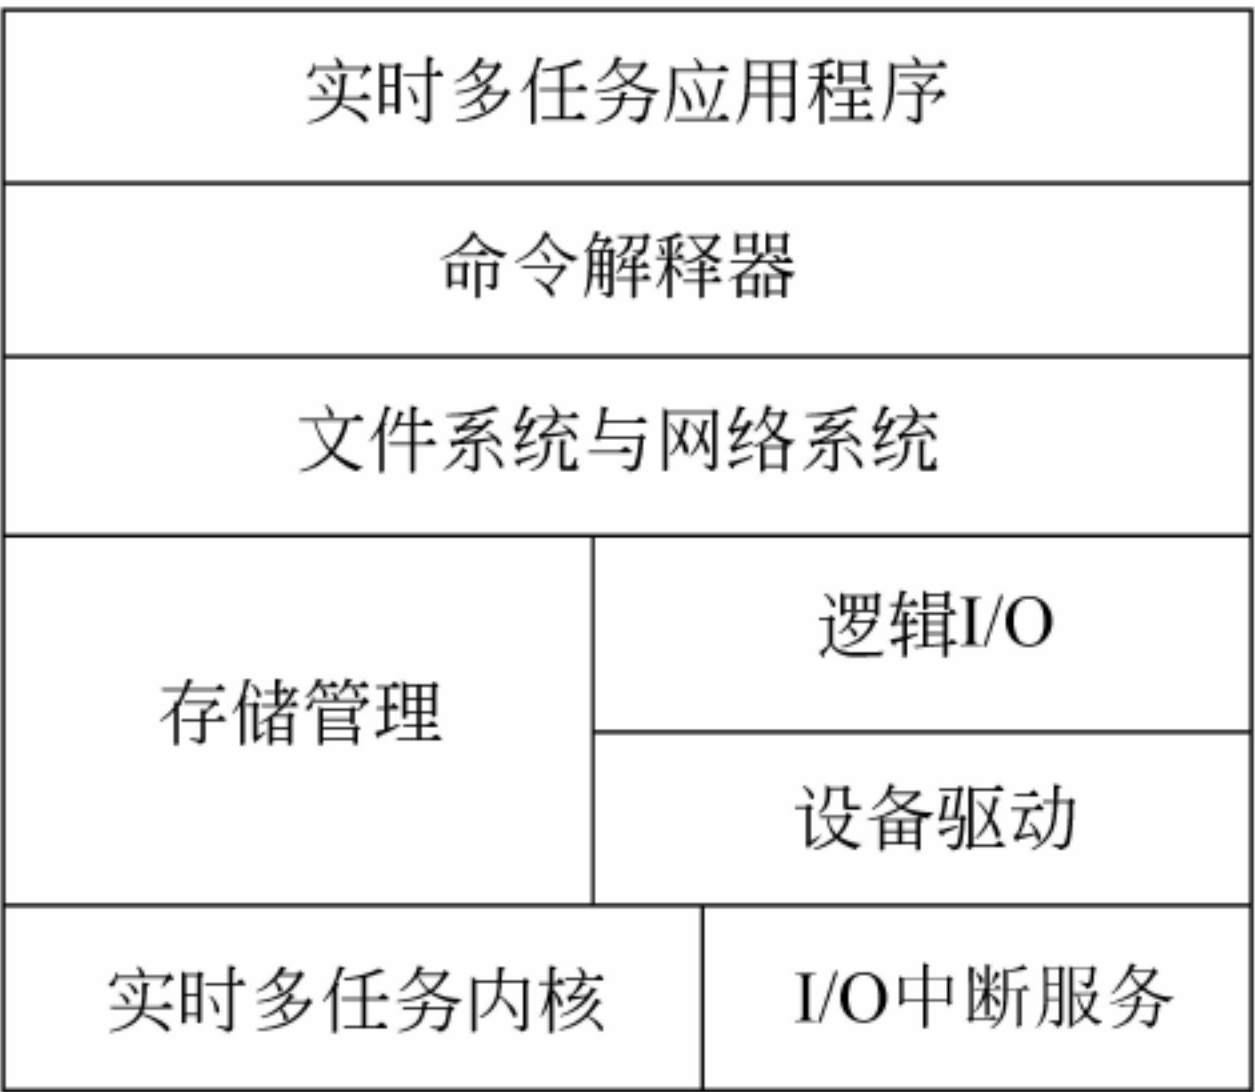 实时多任务应用程序
命令解释器
文件系统与网络系统
逻辑I/O
存储管理
设备驱动
实时多任务内核
I/O中断服务